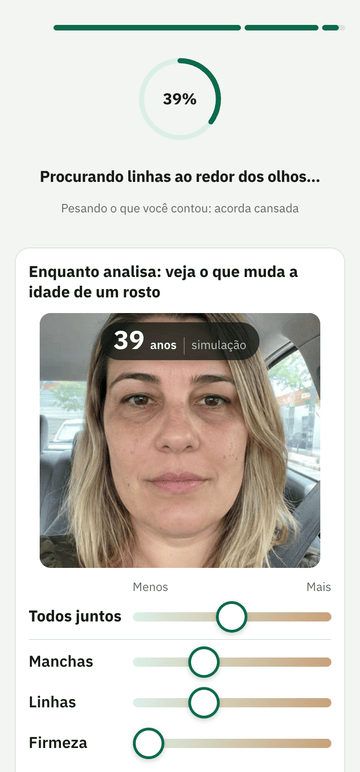 39%
Procurando linhas ao redor dos olhos...
Pesando o que você contou: acorda cansada
Enquanto analisa: veja o que muda a
idade de um rosto
39 anos | simulação
Menos Mais
Todos juntos
Manchas
Linhas
Firmeza